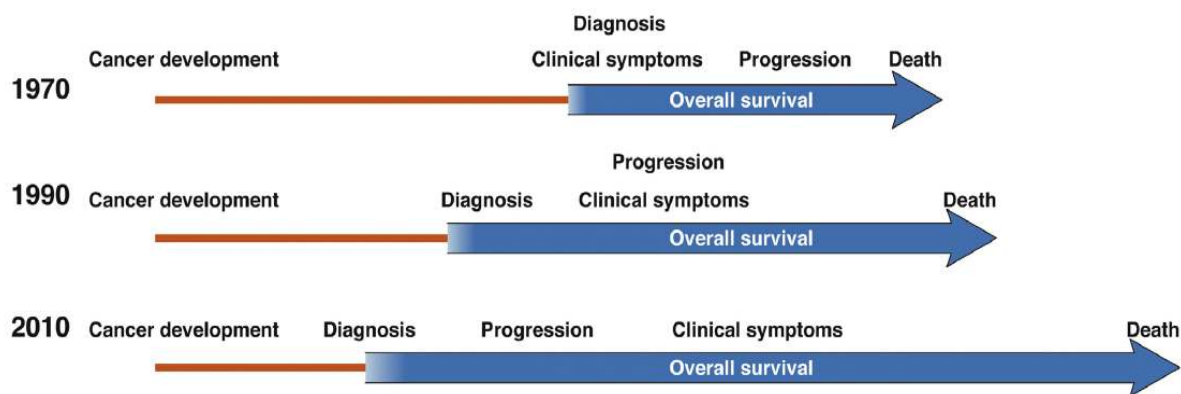 Diagnosis
1970 Cancer development Clinical symptoms Progression Death
Overall survival
Progression
1990 Cancer development Diagnosis Clinical symptoms Death
Overall survival
2010 Cancer development Diagnosis Progression Clinical symptoms Death
Overall survival